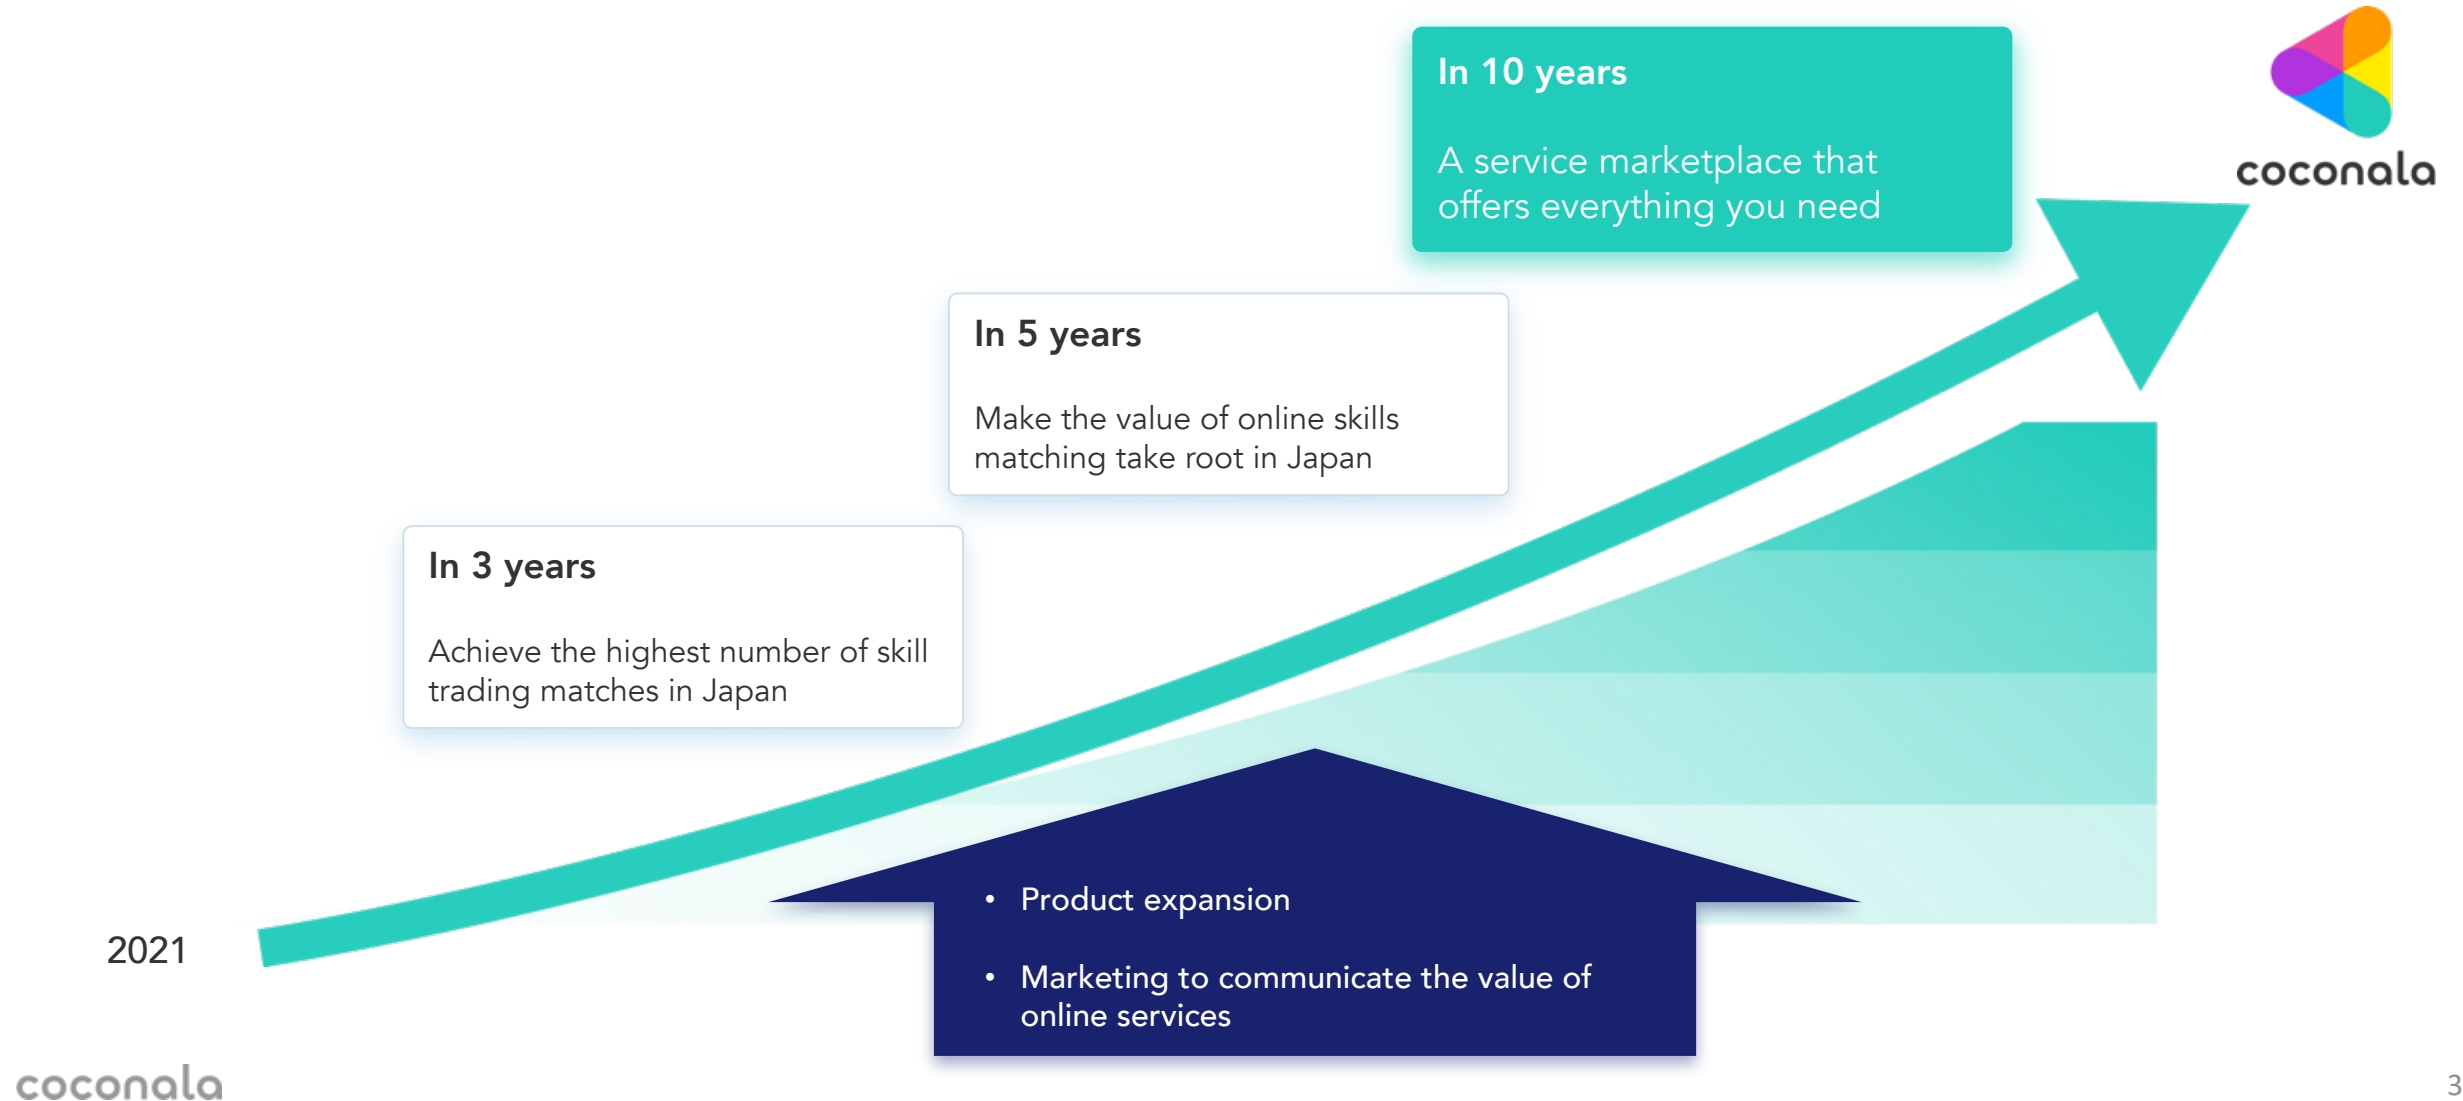 In 10 years
A service marketplace that
offers everything you need
coconala
In 5 years
Make the value of online skills
matching take root in Japan
In 3 years
Achieve the highest number of skill
trading matches in Japan
• Product expansion
• Marketing to communicate the value of
online services
2021
coconala
3